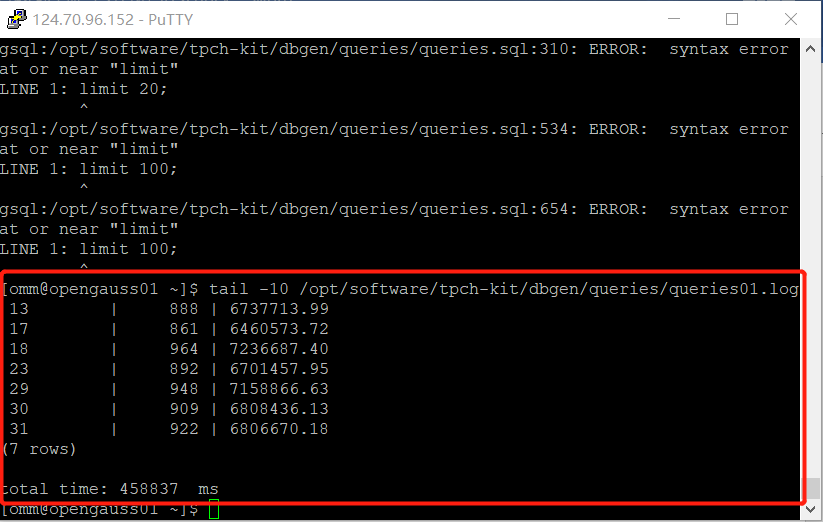 124.70.96.152 - PuTTY
gsql:/opt/software/tpch-kit/dbgen/queries/queries.sql:310: ERROR:  syntax error
at or near "limit"
LINE 1: limit 20;
        ^
gsql:/opt/software/tpch-kit/dbgen/queries/queries.sql:534: ERROR:  syntax error
at or near "limit"
LINE 1: limit 100;
        ^
gsql:/opt/software/tpch-kit/dbgen/queries/queries.sql:654: ERROR:  syntax error
at or near "limit"
LINE 1: limit 100;
        ^
[omm@opengauss01 ~]$ tail -10 /opt/software/tpch-kit/dbgen/queries/queries01.log
 13        |     888 | 6737713.99
 17        |     861 | 6460573.72
 18        |     964 | 7236687.40
 23        |     892 | 6701457.95
 29        |     948 | 7158866.63
 30        |     909 | 6808436.13
 31        |     922 | 6806670.18
(7 rows)
total time: 458837  ms
[omm@opengauss01 ~]$